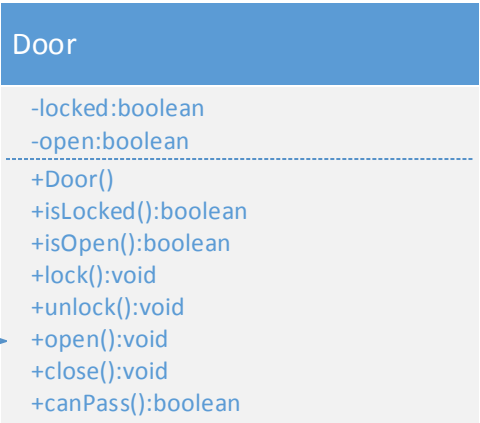 Door
-locked:boolean
-open:boolean
+Door()
+isLocked():boolean
+isOpen():boolean
+lock():void
+unlock():void
+open():void
+close():void
+canPass():boolean